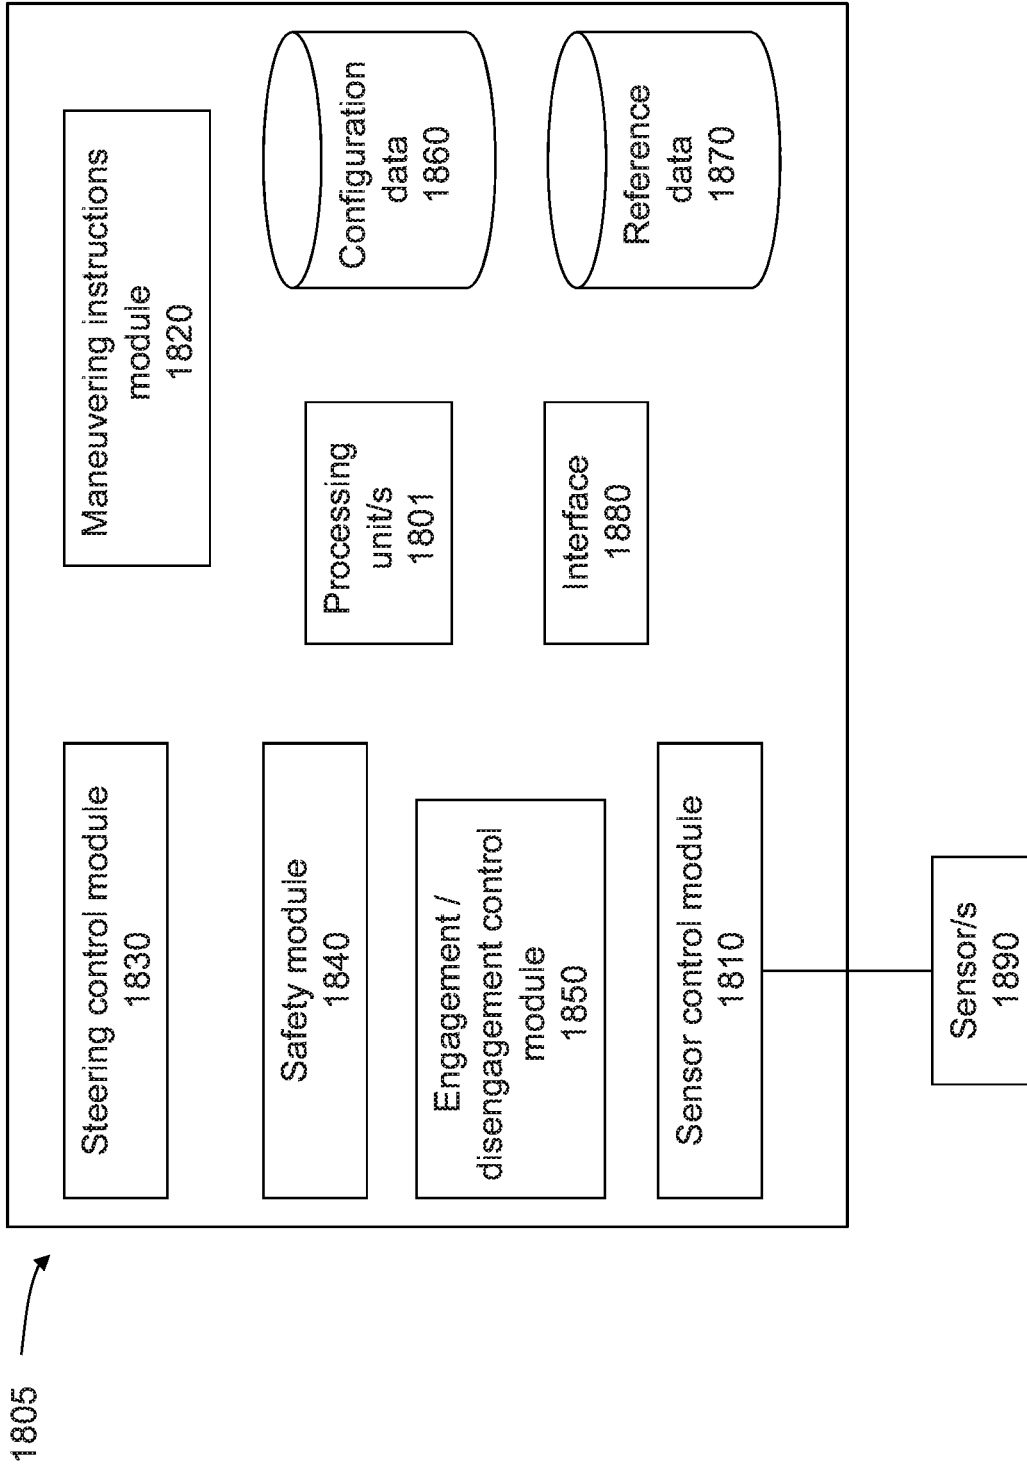 1805
Steering control module
1830
Maneuvering instructions
module
1820
Safety module
1840
Processing
unit/s
1801
Configuration
data
1860
Engagement /
disengagement control
module
1850
Interface
1880
Reference
data
1870
Sensor control module
1810
Sensor/s
1890